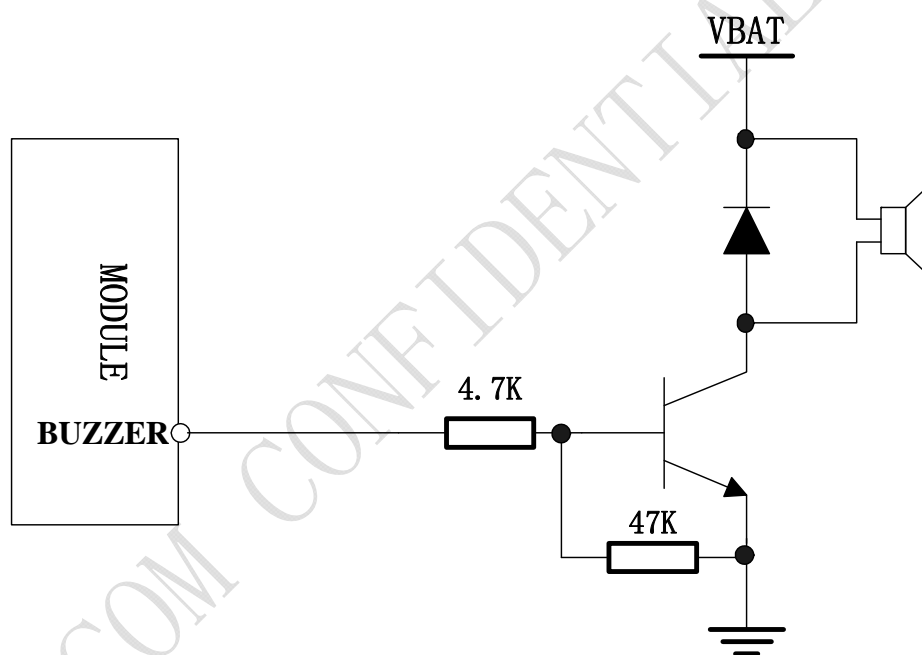 VBAT
MODULE
4.7K
BUZZER
47K
COM CONFIDENTIAL